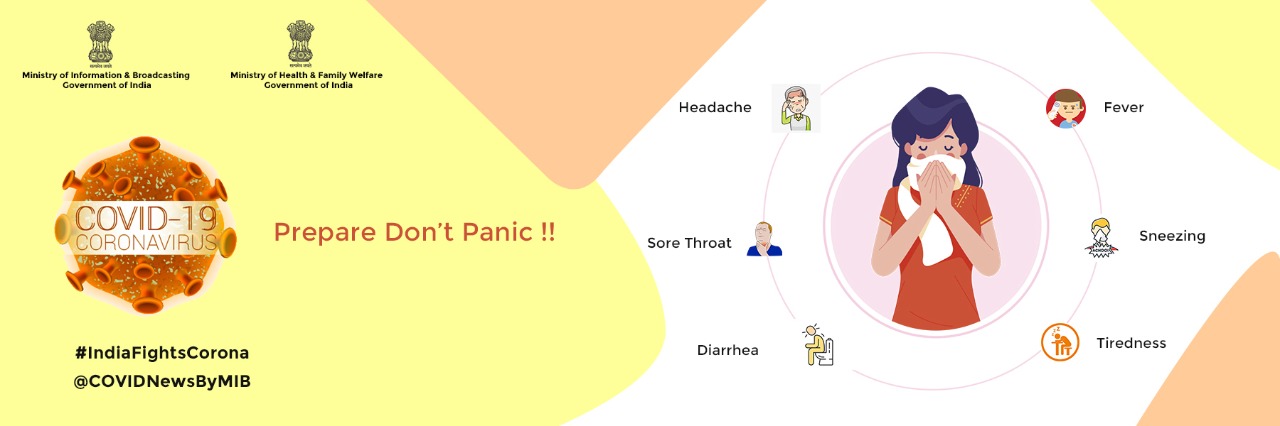 Ministry of Information & Broadcasting
Government of India
Ministry of Health & Family Welfare
Government of India
COVID-19
CORONAVIRUS
Prepare Don't Panic !!
#IndiaFightsCorona
@COVIDNewsByMIB
Headache
Fever
Sore Throat
Sneezing
Diarrhea
Tiredness